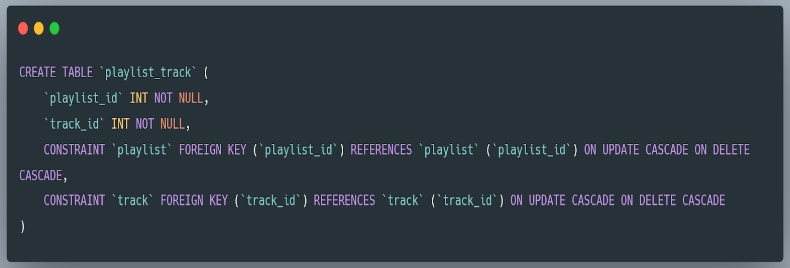 CREATE TABLE `playlist_track` (
`playlist_id` INT NOT NULL,
`track_id` INT NOT NULL,
CONSTRAINT `playlist` FOREIGN KEY (`playlist_id`) REFERENCES `playlist` (`playlist_id`) ON UPDATE CASCADE ON DELETE
CASCADE,
CONSTRAINT `track` FOREIGN KEY (`track_id`) REFERENCES `track` (`track_id`) ON UPDATE CASCADE ON DELETE CASCADE
)